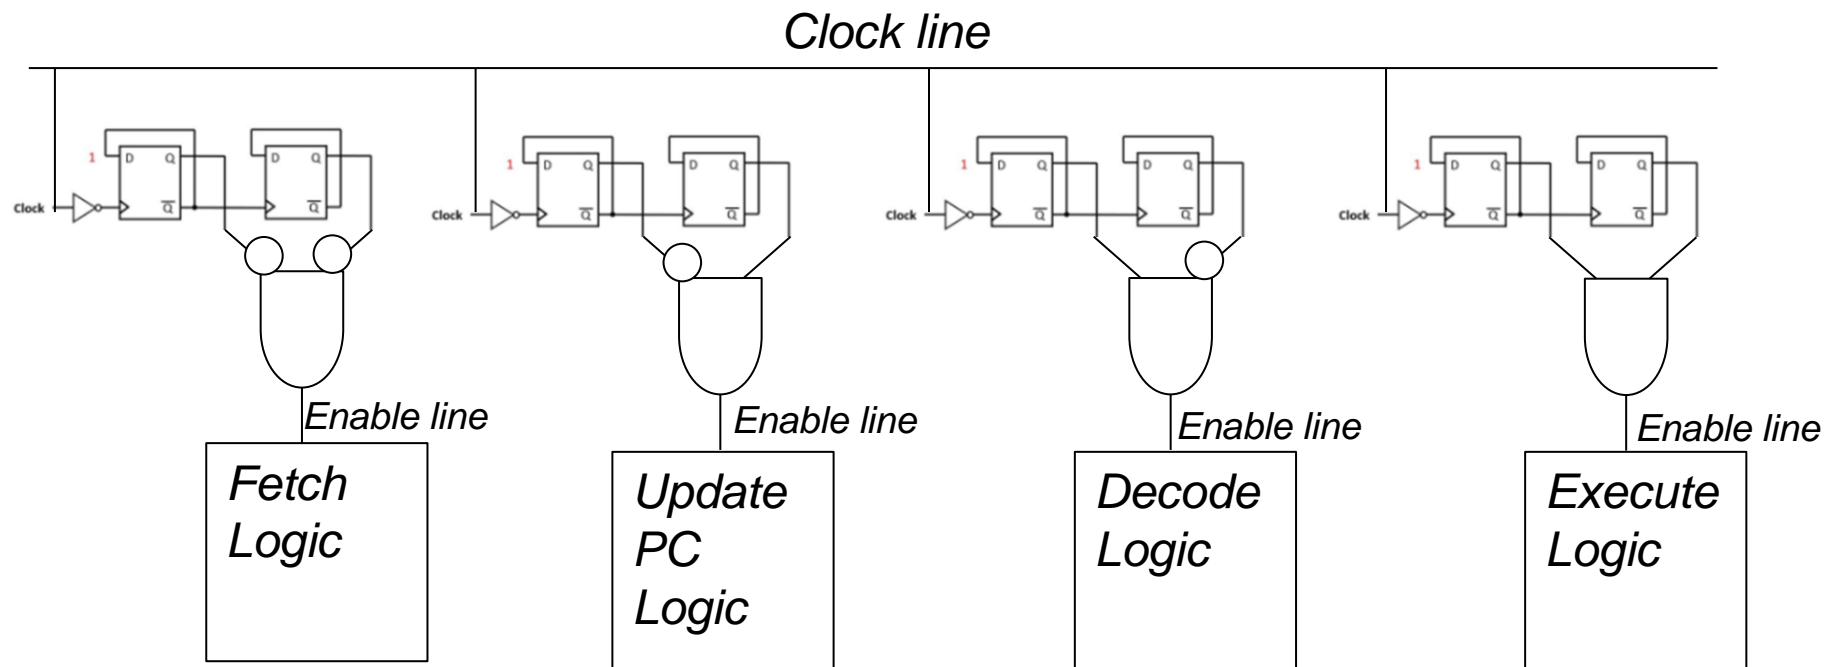 Clock line
1 D Q D Q
Clock Q Q
1 D Q D Q
Clock Q Q
1 D Q D Q
Clock Q Q
1 D Q D Q
Clock Q Q
Enable line
Fetch
Logic
Enable line
Update
PC
Logic
Enable line
Decode
Logic
Enable line
Execute
Logic